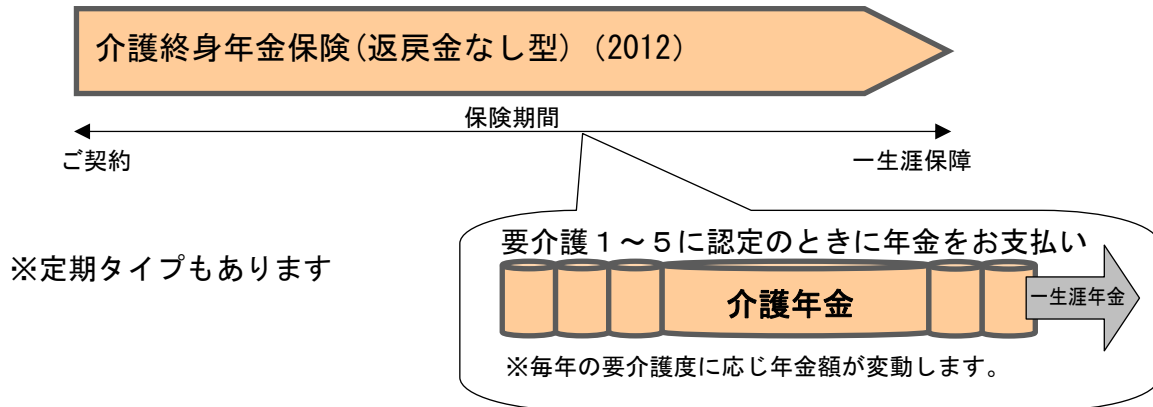 介護終身年金保険(返戻金なし型)(2012)
保険期間
ご契約
一生涯保障
要介護１～５に認定のときに年金をお支払い
※定期タイプもあります
介護年金
一生涯年金
※毎年の要介護度に応じ年金額が変動します。